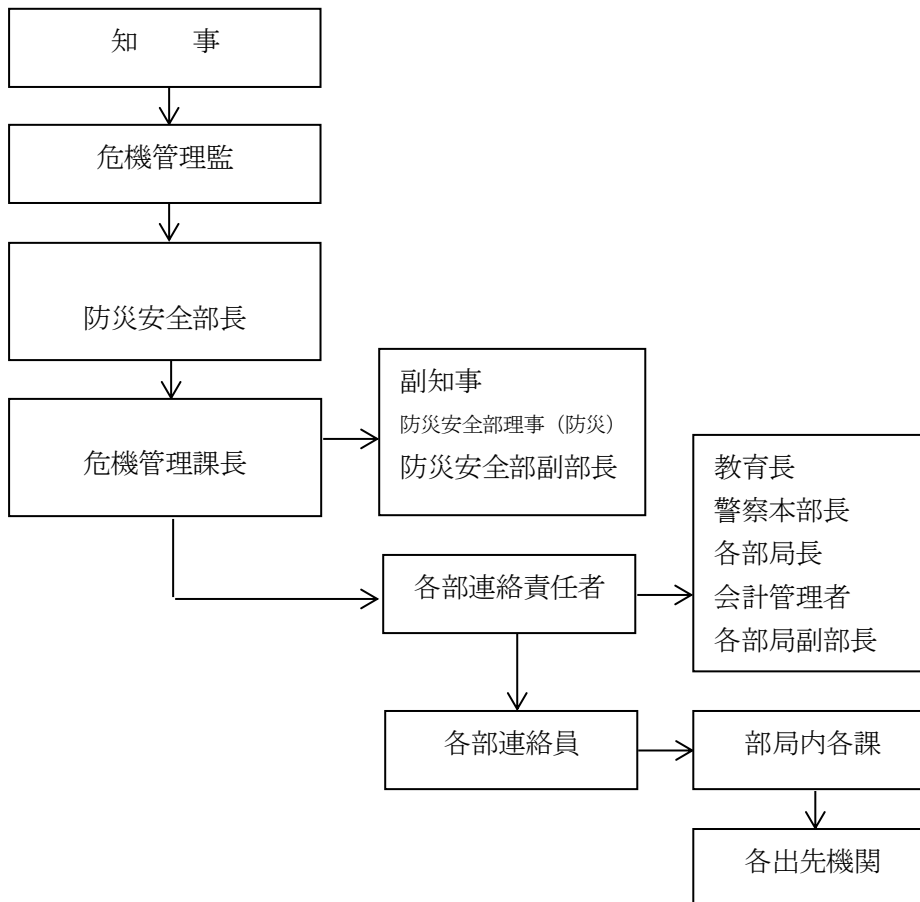 知　　事
危機管理監
防災安全部長
危機管理課長
副知事
防災安全部理事（防災）
防災安全部副部長
教育長
警察本部長
各部局長
会計管理者
各部局副部長
各部連絡責任者
各部連絡員
部局内各課
各出先機関